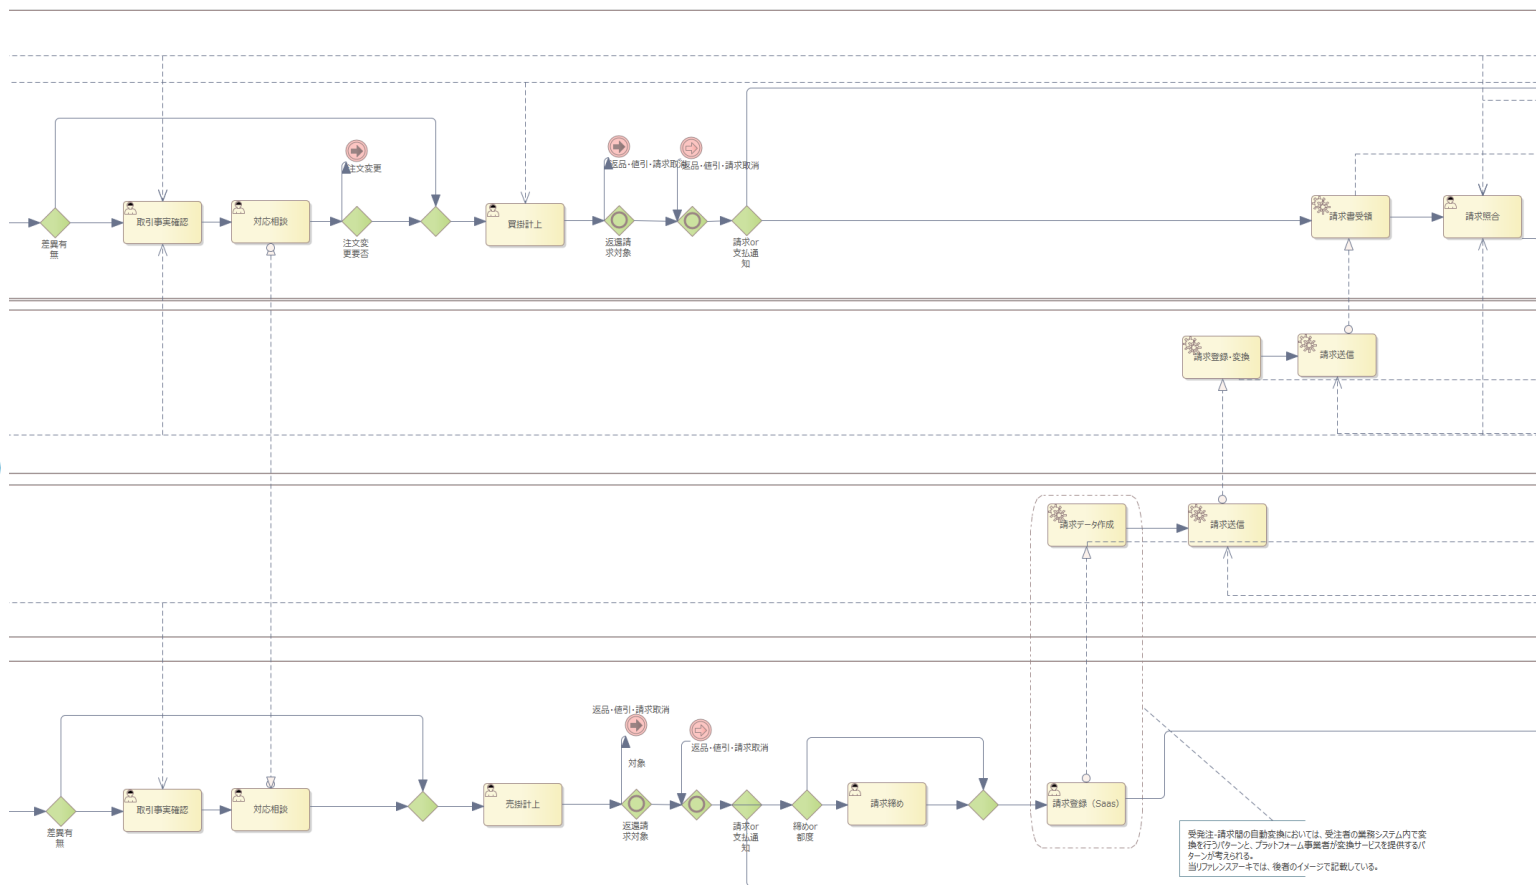 注文変更
返品・値引・請求取消
返品・値引・請求取消
差異有
無
取引事実確認
対応相談
注文変
更要否
買掛計上
返還請
求対象
請求or
支払通
知
請求書受領
請求照合
請求登録・変換
請求送信
請求データ作成
請求送信
返品・値引・請求取消
返品・値引・請求取消
対象
差異有
無
取引事実確認
対応相談
売掛計上
返還請
求対象
請求or
支払通
知
締めor
都度
請求締め
請求登録（Saas）
受発注-請求間の自動変換においては、受注者の業務システム内で変
換を行うパターンと、プラットフォーム事業者が変換サービスを提供するパ
ターンが考えられる。
当リファレンスアーキでは、後者のイメージで記載している。